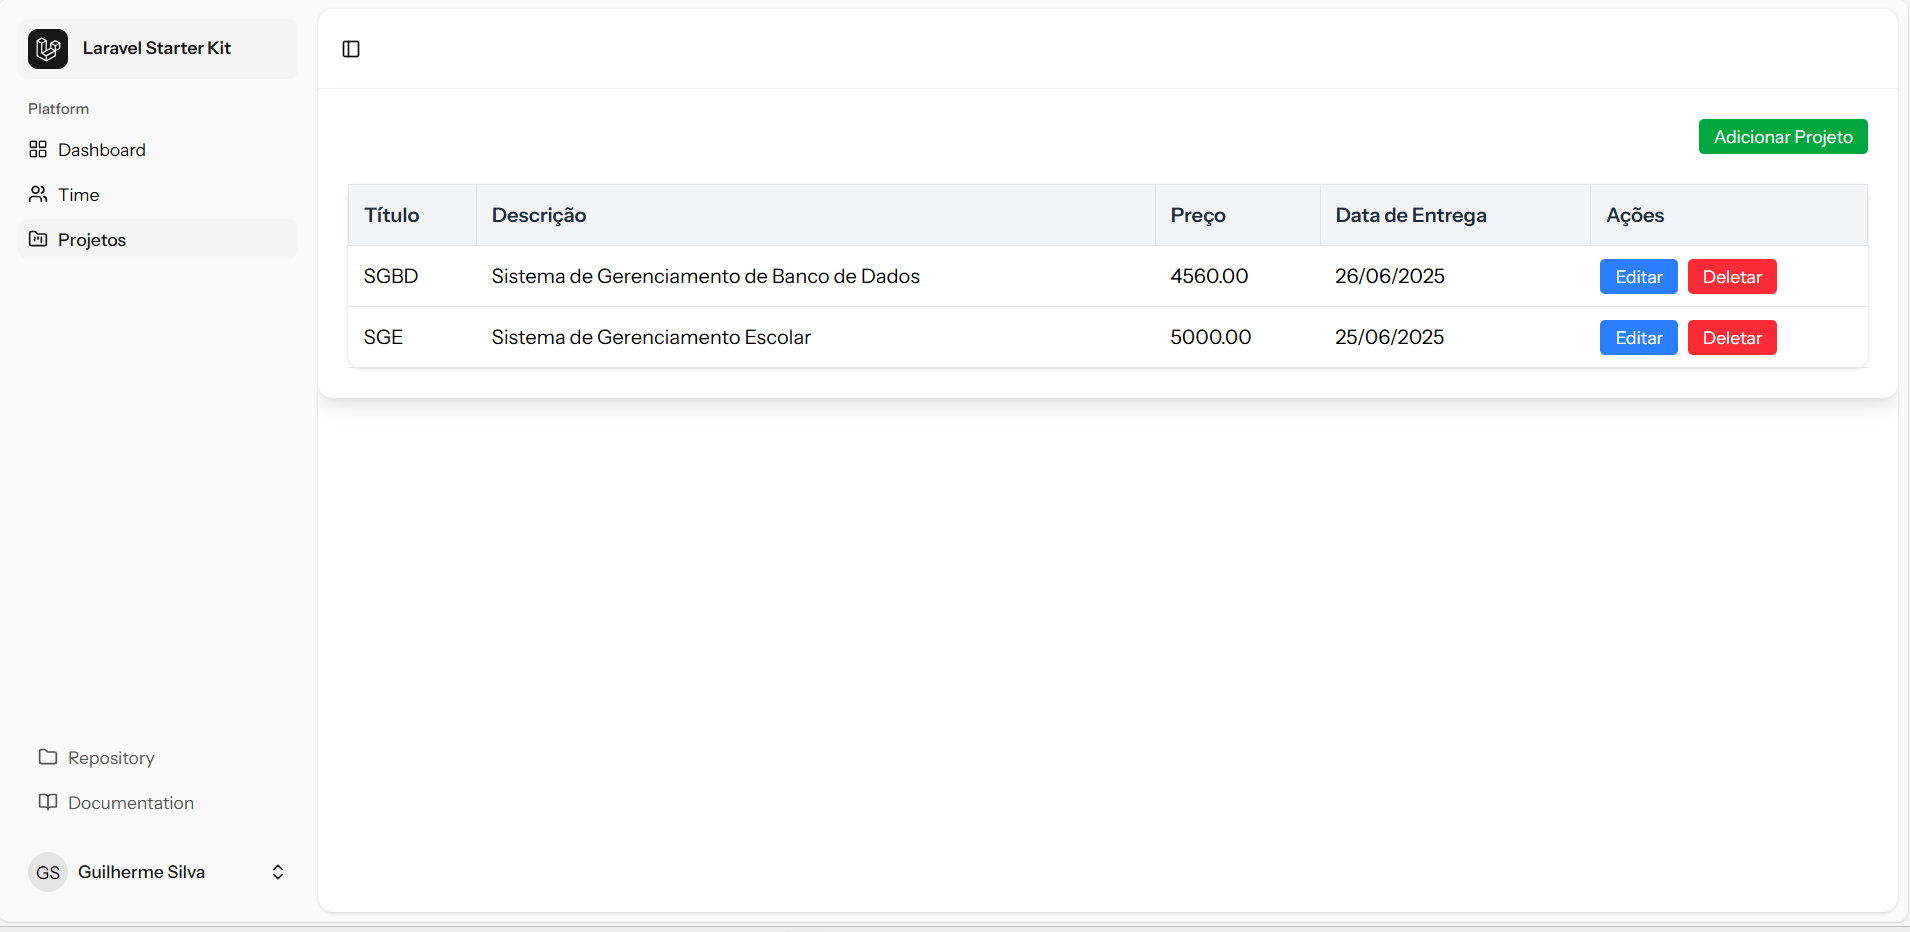 Laravel Starter Kit
Platform
Dashboard
Time
Projetos
Repository
Documentation
GS Guilherme Silva
Adicionar Projeto
Título Descrição Preço Data de Entrega Ações
SGBD Sistema de Gerenciamento de Banco de Dados 4560.00 26/06/2025 Editar Deletar
SGE Sistema de Gerenciamento Escolar 5000.00 25/06/2025 Editar Deletar